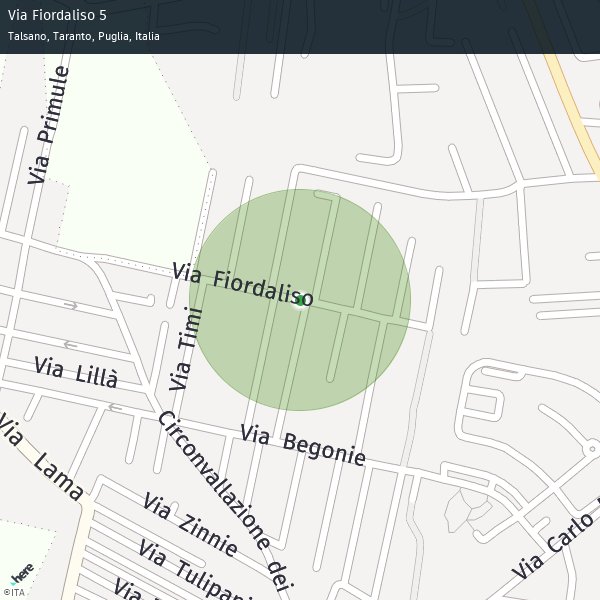 Via Fiordaliso 5
Talsano, Taranto, Puglia, Italia
Via Primule
Via Fiordaliso
Via Timi
Via Lillà
Via Begonie
Via Lama
Circonvallazione dei
Via Zinnie
Via Tulipani
Via Carlo
Via
here
©ITA